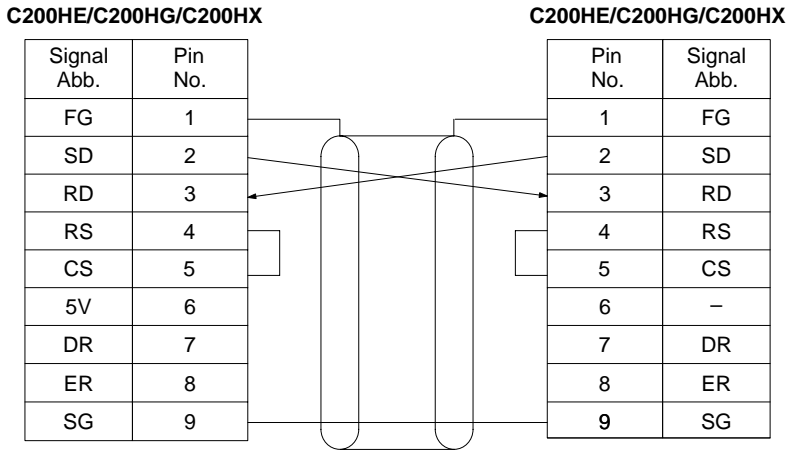 C200HE/C200HG/C200HX C200HE/C200HG/C200HX
Signal Pin Pin Signal
Abb. No. No. Abb.
FG 1 1 FG
SD 2 2 SD
RD 3 3 RD
RS 4 4 RS
CS 5 5 CS
5V 6 6 –
DR 7 7 DR
ER 8 8 ER
SG 9 9 SG